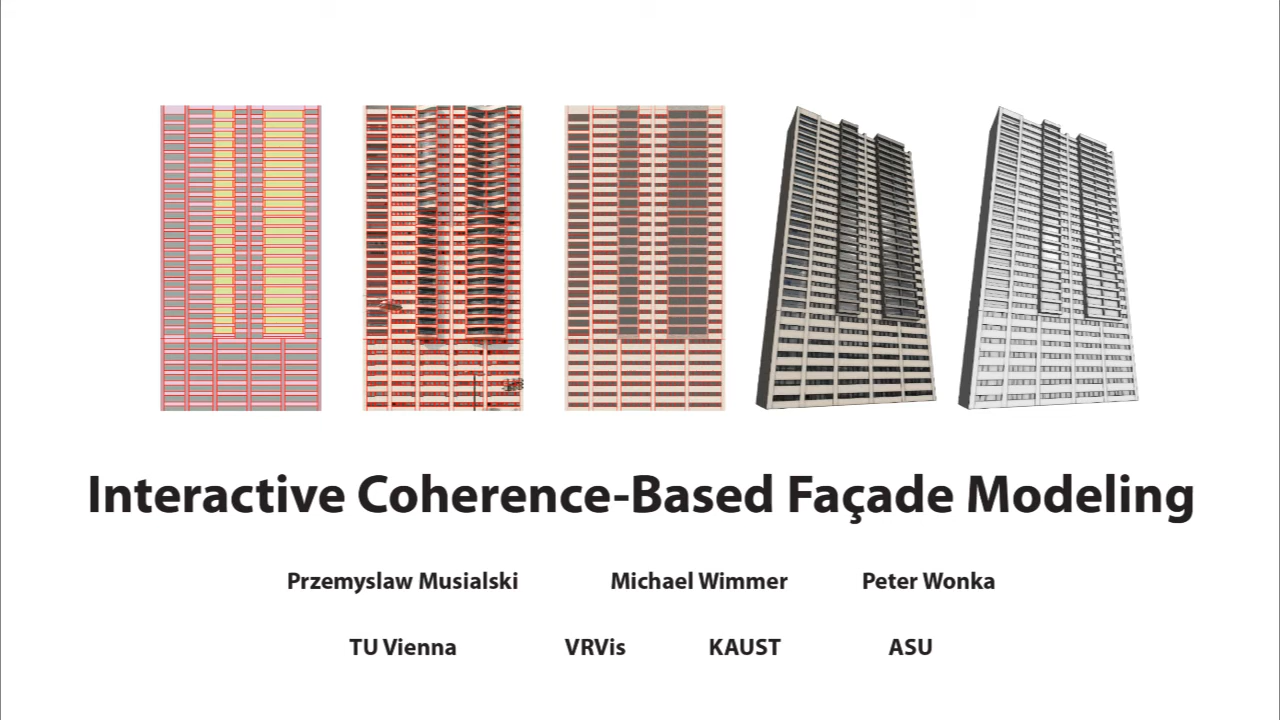 Interactive Coherence-Based Façade Modeling
Przemyslaw Musialski Michael Wimmer Peter Wonka
TU Vienna VRVis KAUST ASU